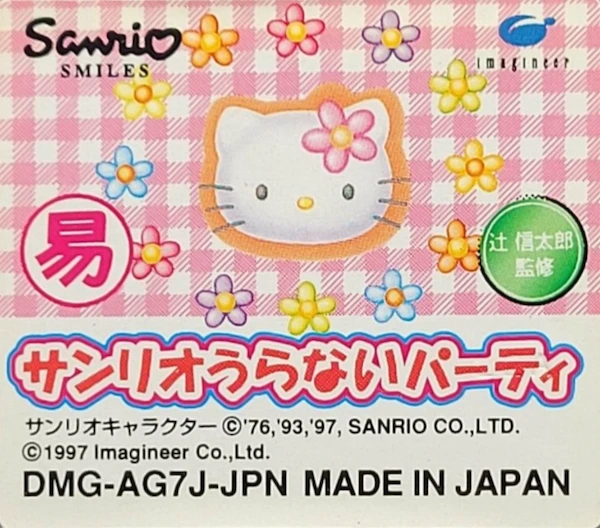 Sanrio
SMILES
imagineer
易
辻 信太郎
監修
サンリオうらないパーティ
サンリオキャラクター ©'76,'93,'97, SANRIO CO.,LTD.
©1997 Imagineer Co.,Ltd.
DMG-AG7J-JPN MADE IN JAPAN